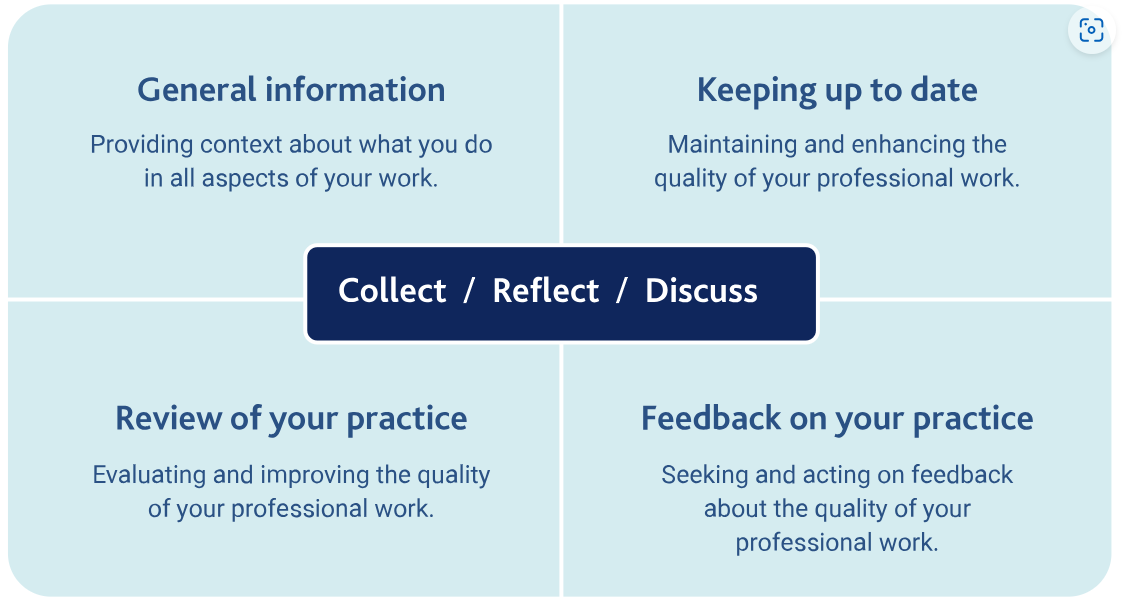 General information
Providing context about what you do
in all aspects of your work.
Keeping up to date
Maintaining and enhancing the
quality of your professional work.
Collect / Reflect / Discuss
Review of your practice
Evaluating and improving the quality
of your professional work.
Feedback on your practice
Seeking and acting on feedback
about the quality of your
professional work.